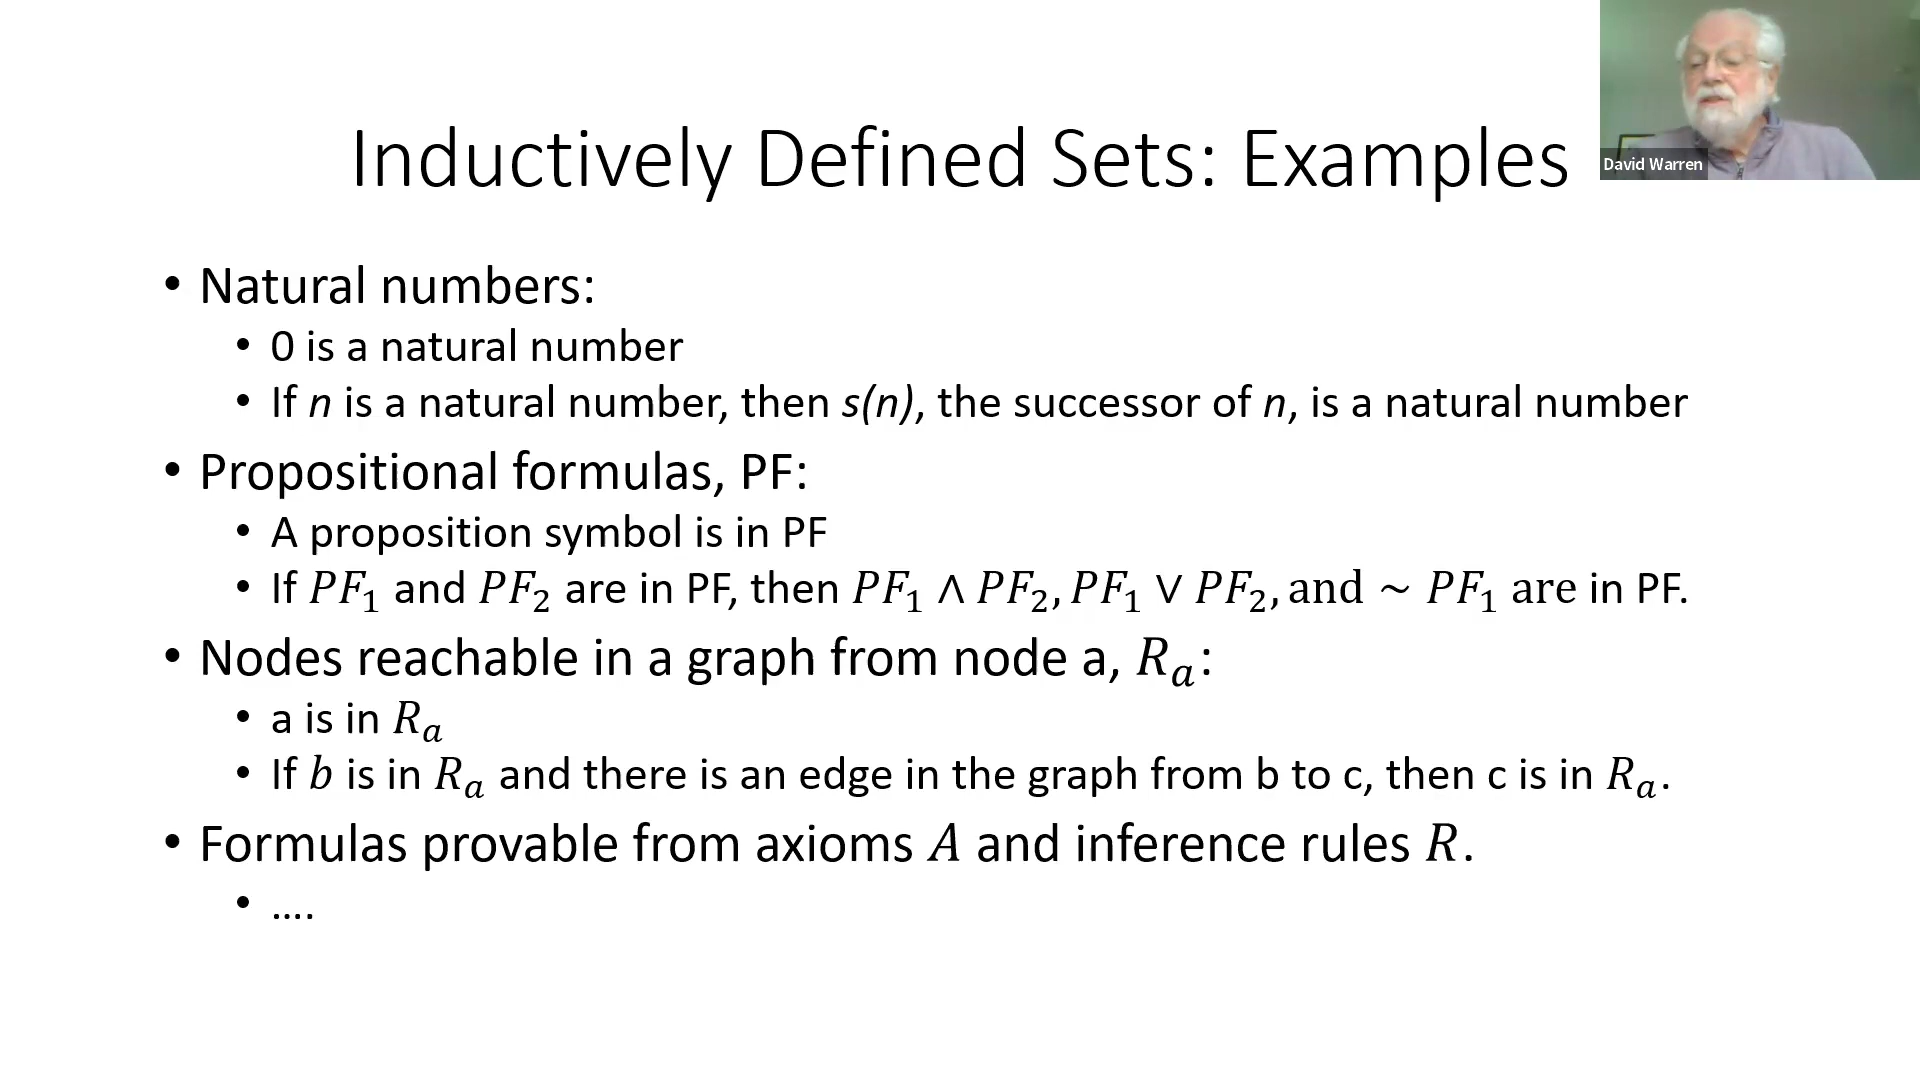 Inductively Defined Sets: Examples
David Warren
• Natural numbers:
• 0 is a natural number
• If n is a natural number, then s(n), the successor of n, is a natural number
• Propositional formulas, PF:
• A proposition symbol is in PF
• If PF₁ and PF₂ are in PF, then PF₁ ∧ PF₂, PF₁ ∨ PF₂, and ~ PF₁ are in PF.
• Nodes reachable in a graph from node a, Rₐ:
• a is in Rₐ
• If b is in Rₐ and there is an edge in the graph from b to c, then c is in Rₐ.
• Formulas provable from axioms A and inference rules R.
• ....